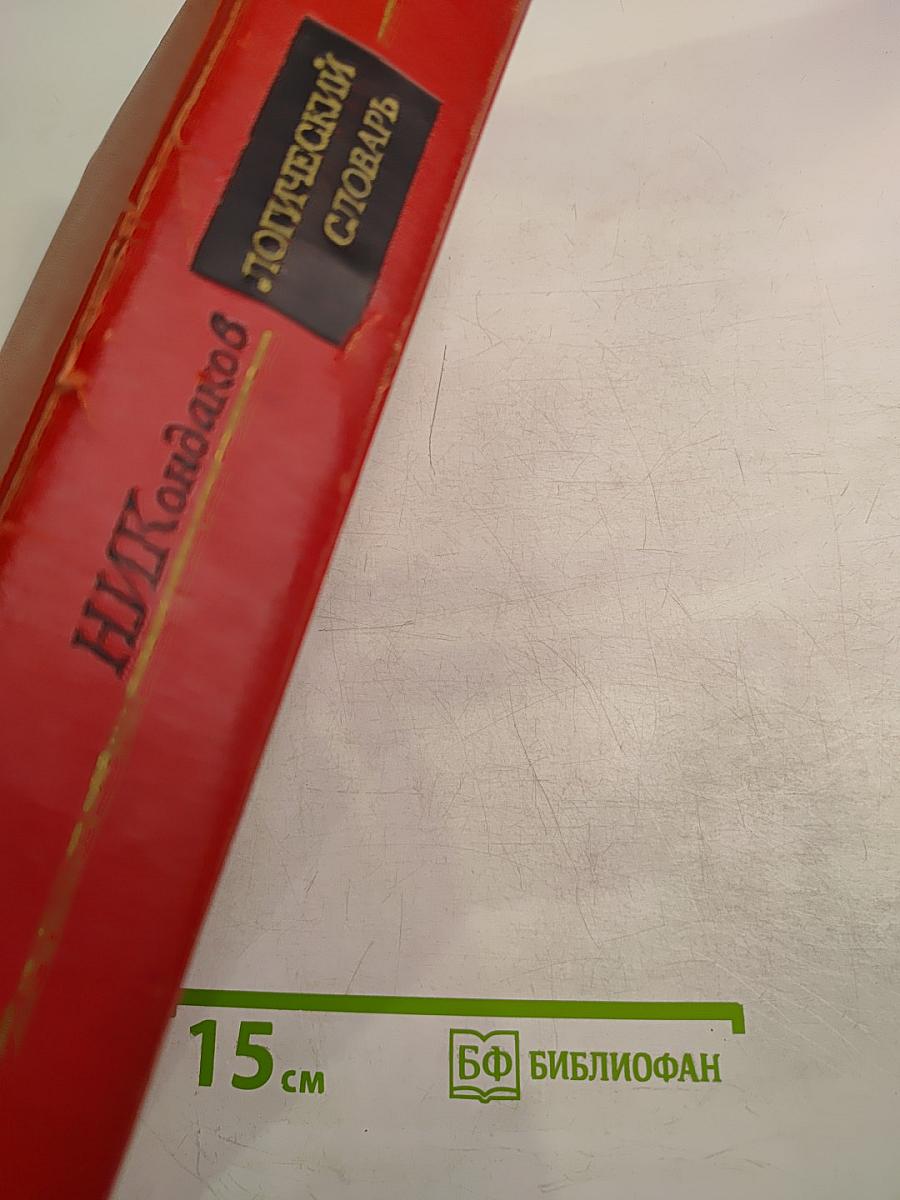 Н.И.Кондаков
ЛОГИЧЕСКИЙ
СЛОВАРЬ
15 см
БФ БИБЛИОФАН